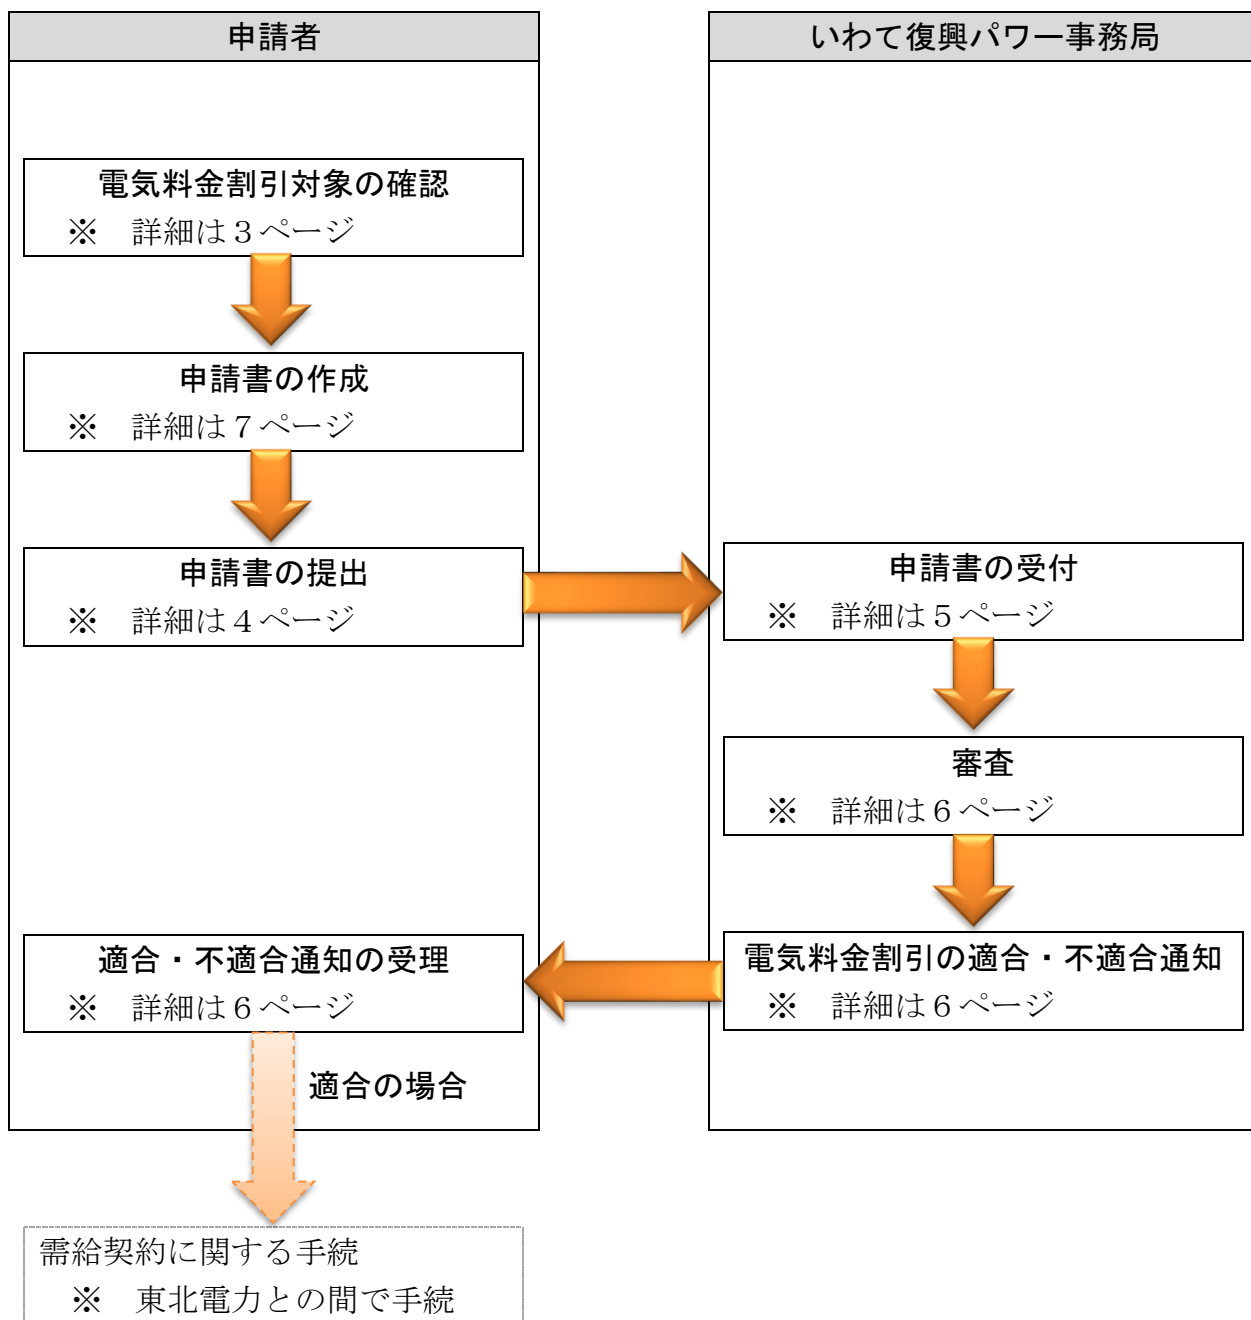 申請者
いわて復興パワー事務局
電気料金割引対象の確認
※　詳細は３ページ
申請書の作成
※　詳細は７ページ
申請書の提出
※　詳細は４ページ
申請書の受付
※　詳細は５ページ
審査
※　詳細は６ページ
電気料金割引の適合・不適合通知
※　詳細は６ページ
適合・不適合通知の受理
※　詳細は６ページ
適合の場合
需給契約に関する手続
※　東北電力との間で手続